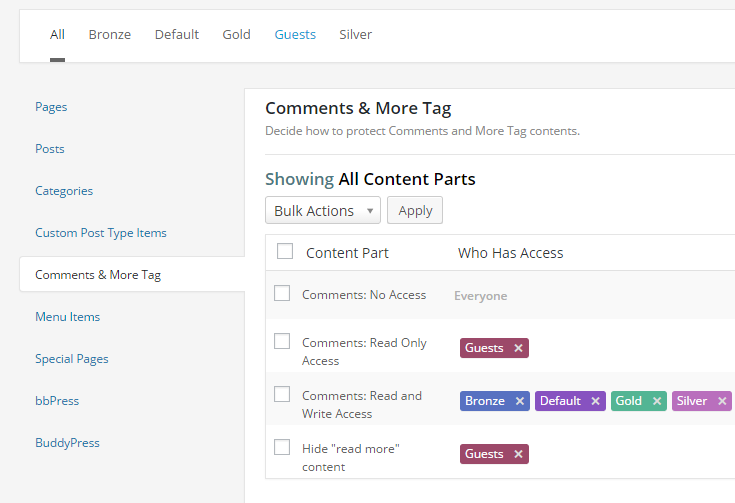 All Bronze Default Gold Guests Silver
Pages
Posts
Categories
Custom Post Type Items
Comments & More Tag
Menu Items
Special Pages
bbPress
BuddyPress
Comments & More Tag
Decide how to protect Comments and More Tag contents.
Showing All Content Parts
Bulk Actions Apply
Content Part Who Has Access
Comments: No Access Everyone
Comments: Read Only
Access
Guests
Comments: Read and
Write Access
Bronze Default Gold Silver
Hide "read more"
content
Guests